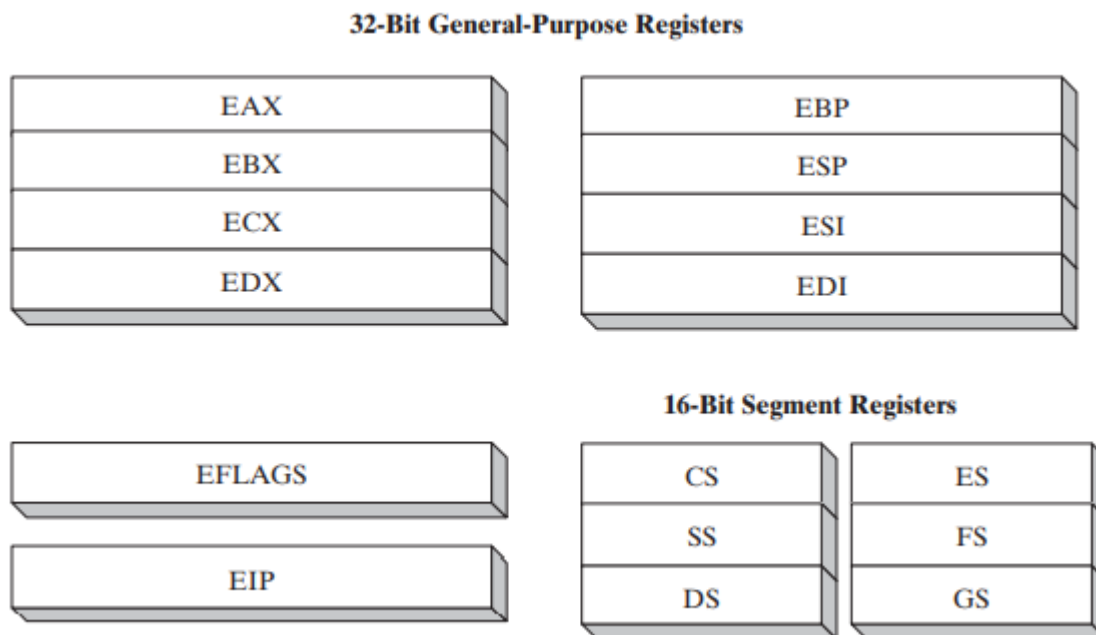 32-Bit General-Purpose Registers
EAX
EBX
ECX
EDX
EBP
ESP
ESI
EDI
EFLAGS
EIP
16-Bit Segment Registers
CS
SS
DS
ES
FS
GS